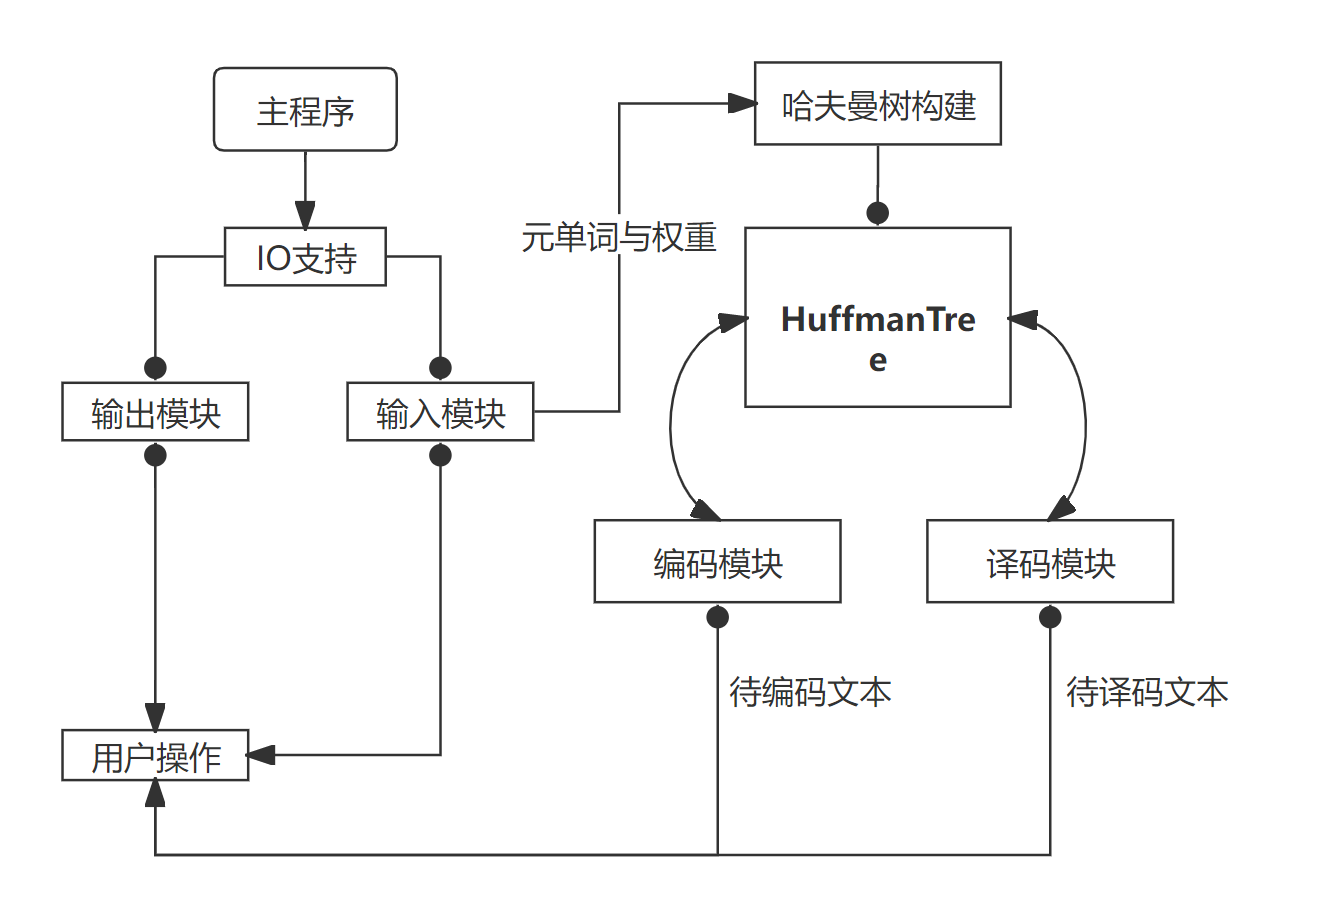 主程序
哈夫曼树构建
元单词与权重
IO支持
HuffmanTre
e
输出模块
输入模块
编码模块
译码模块
待编码文本
待译码文本
用户操作